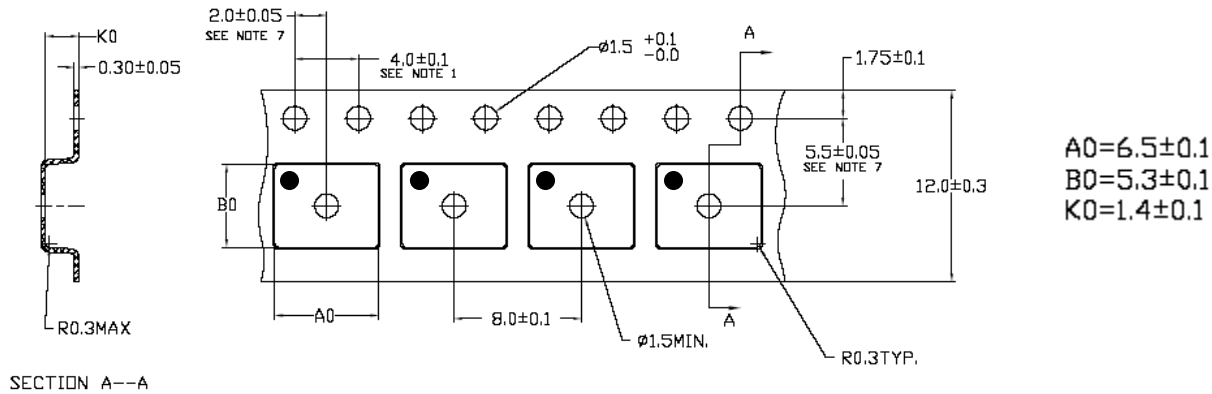 2.0±0.05
SEE NOTE 7
K0
0.30±0.05
4.0±0.1
SEE NOTE 1
Ø1.5 +0.1
-0.0
A
1.75±0.1
5.5±0.05
SEE NOTE 7
12.0±0.3
A0=6.5±0.1
B0=5.3±0.1
K0=1.4±0.1
B0
A0
8.0±0.1
A
Ø1.5MIN.
R0.3MAX
R0.3TYP.
SECTION A--A